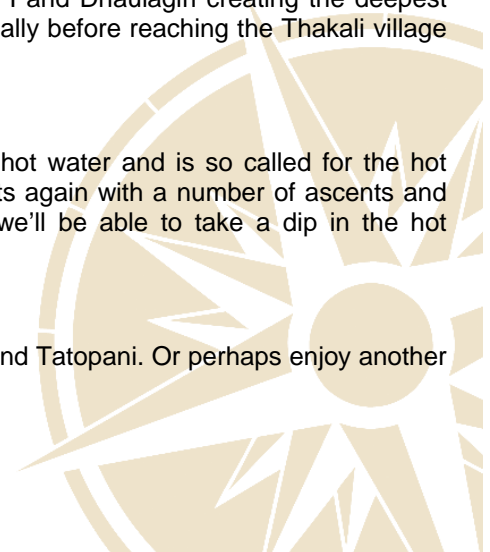 I and Dhaulagiri creating the deepest
ally before reaching the Thakali village
hot water and is so called for the hot
ts again with a number of ascents and
we'll be able to take a dip in the hot
nd Tatopani. Or perhaps enjoy another